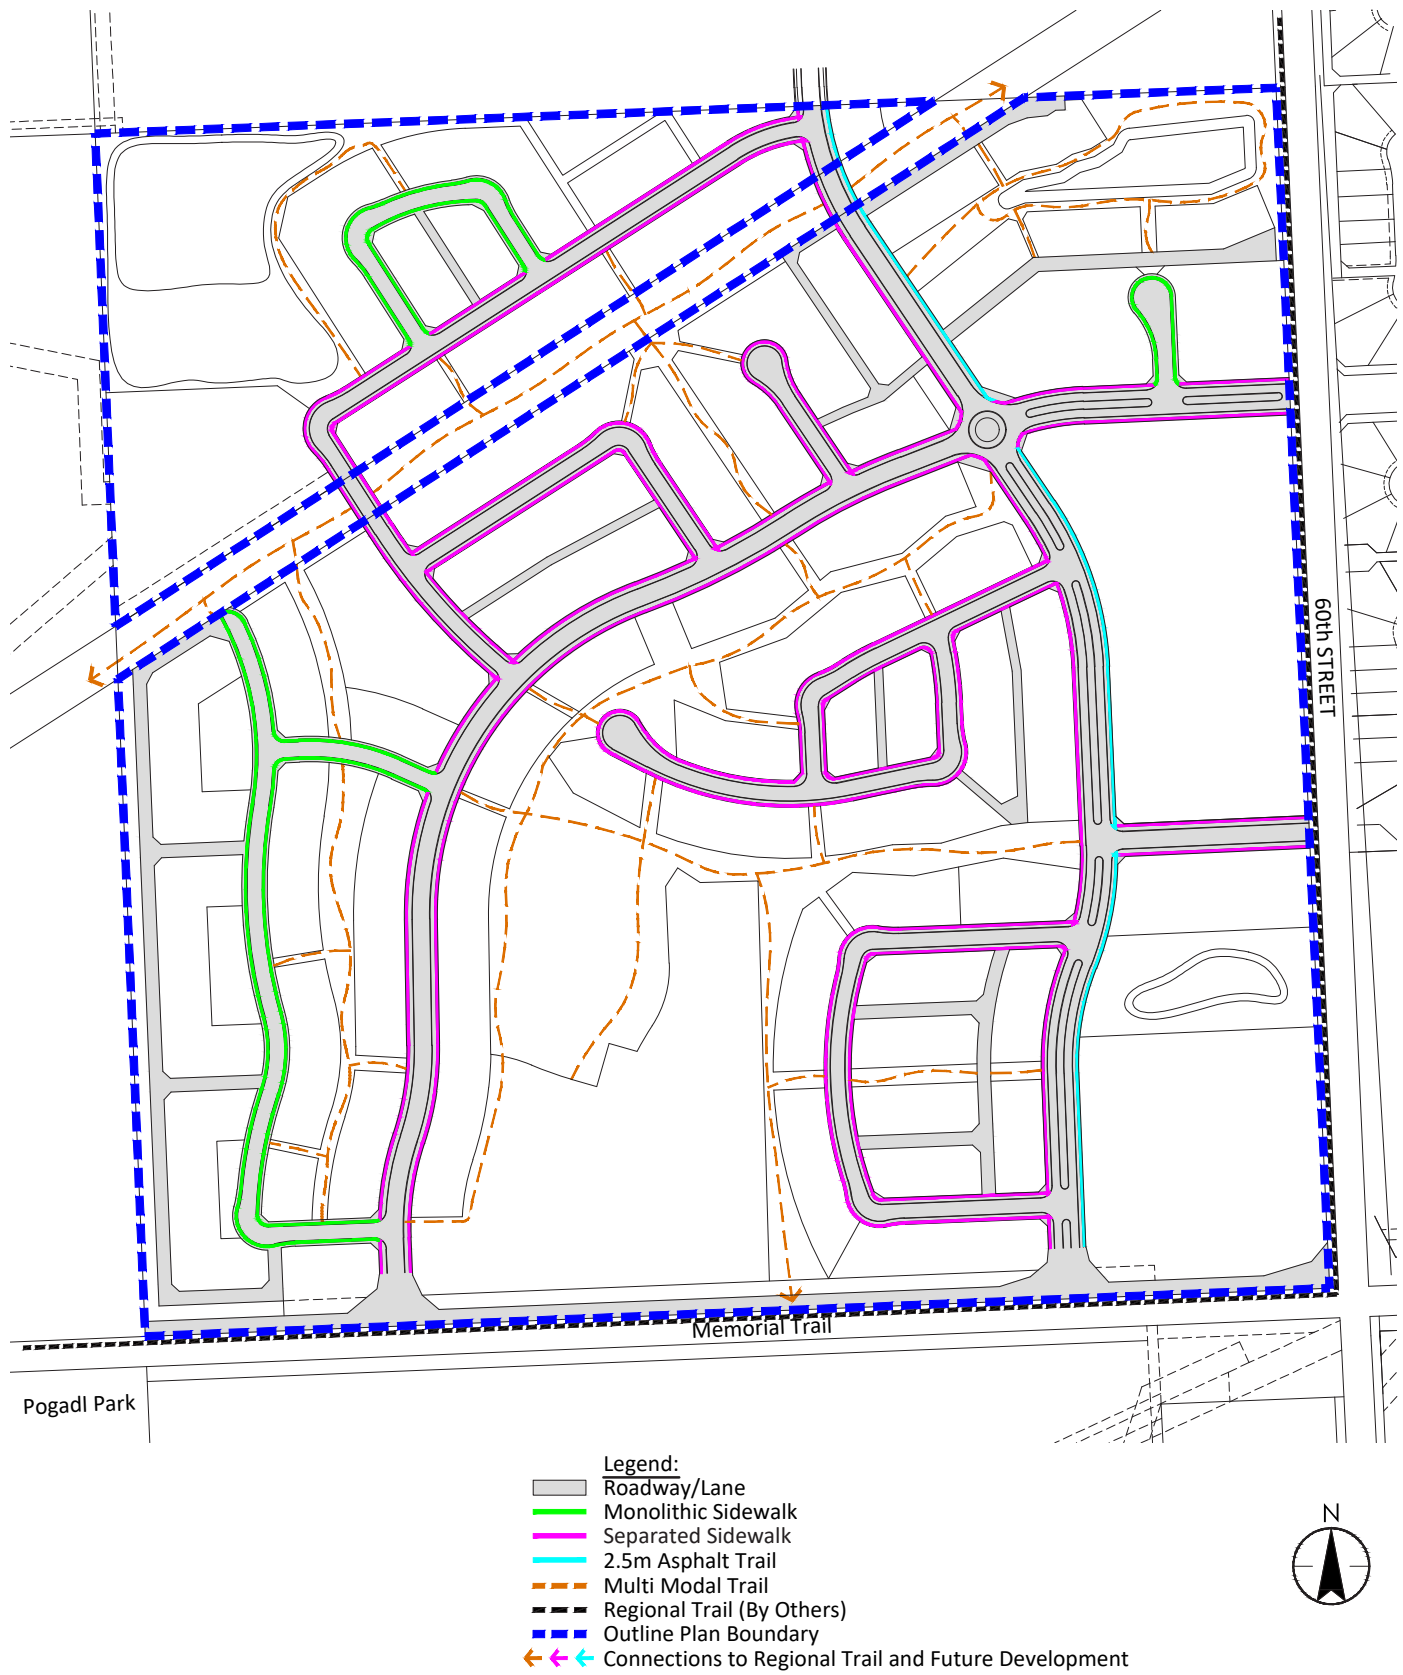 60th STREET
Memorial Trail
Pogadl Park
Legend:
Roadway/Lane
Monolithic Sidewalk
Separated Sidewalk
2.5m Asphalt Trail
Multi Modal Trail
Regional Trail (By Others)
Outline Plan Boundary
Connections to Regional Trail and Future Development
N